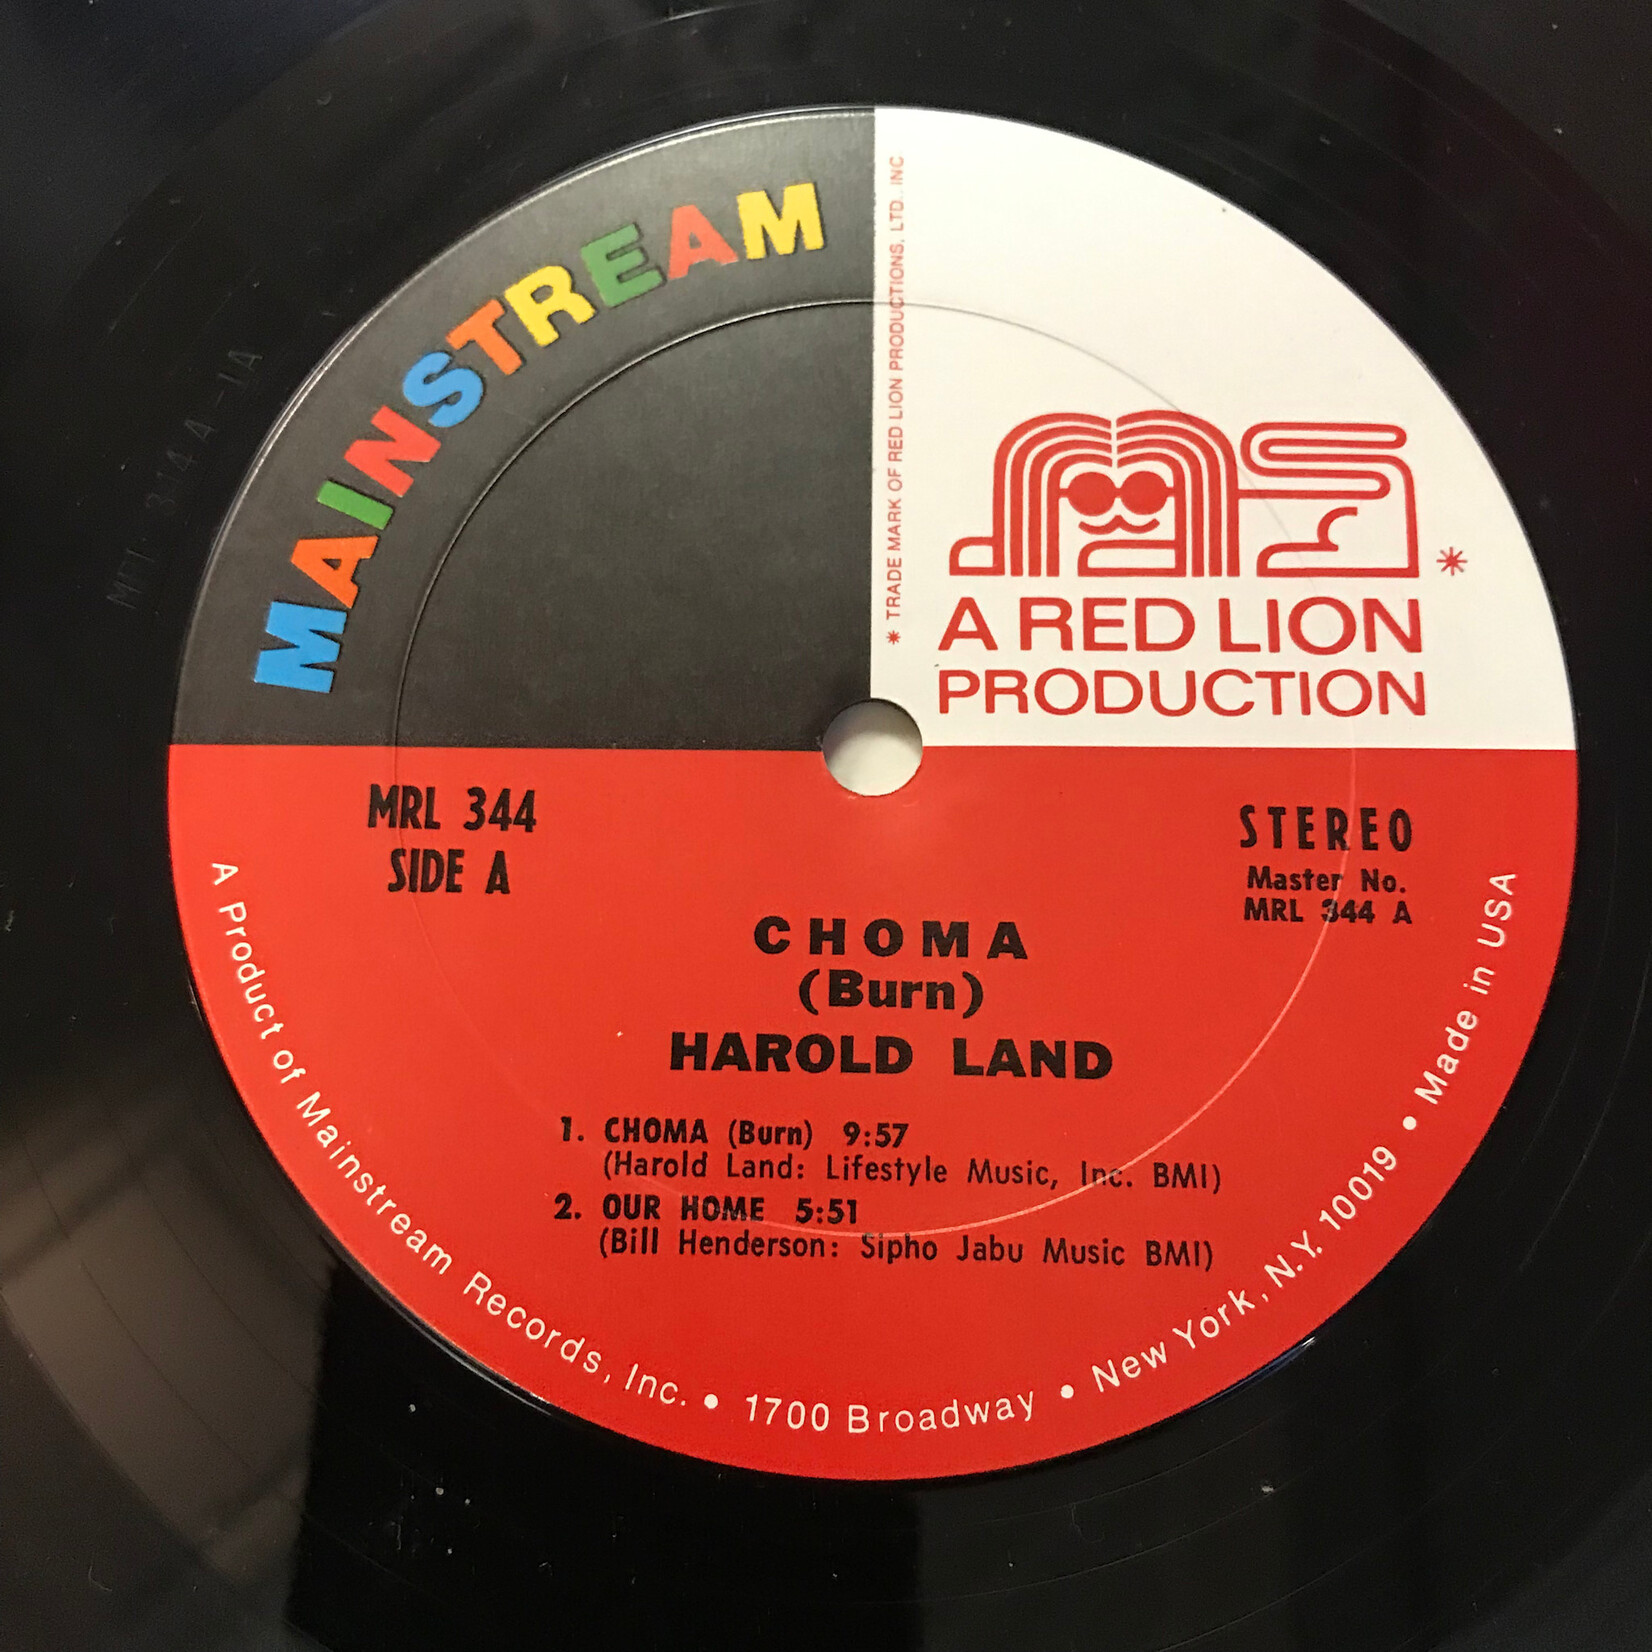 MAINSTREAM
* TRADE MARK OF RED LION PRODUCTIONS, LTD., INC.
*
A RED LION
PRODUCTION
MRL 344
SIDE A
STEREO
Master No.
MRL 344 A
CHOMA
(Burn)
HAROLD LAND
1. CHOMA (Burn) 9:57
(Harold Land: Lifestyle Music, Inc. BMI)
2. OUR HOME 5:51
(Bill Henderson: Sipho Jabu Music BMI)
A Product of Mainstream Records, Inc. • 1700 Broadway • New York, N.Y. 10019 • Made in USA